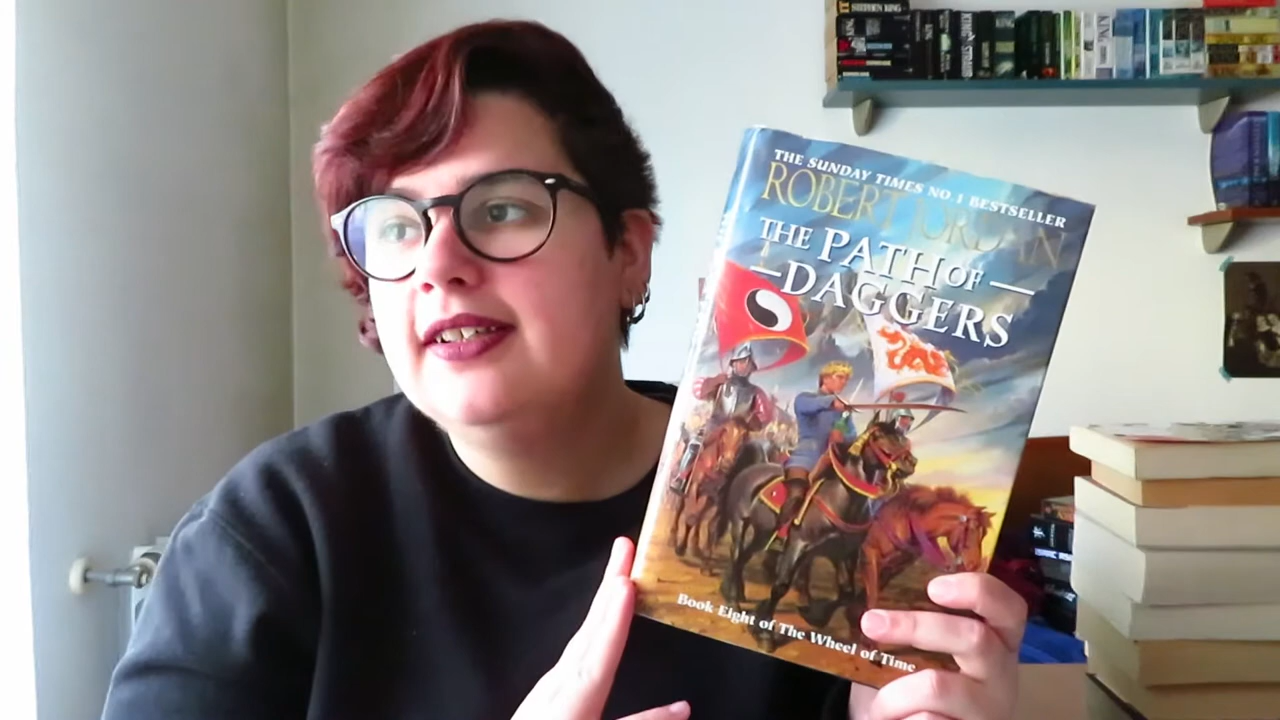 THE SUNDAY TIMES NO. 1 BESTSELLER
ROBERT JORDAN
THE PATH OF
DAGGERS
Book Eight of The Wheel of Time
STEPHEN KING
KING